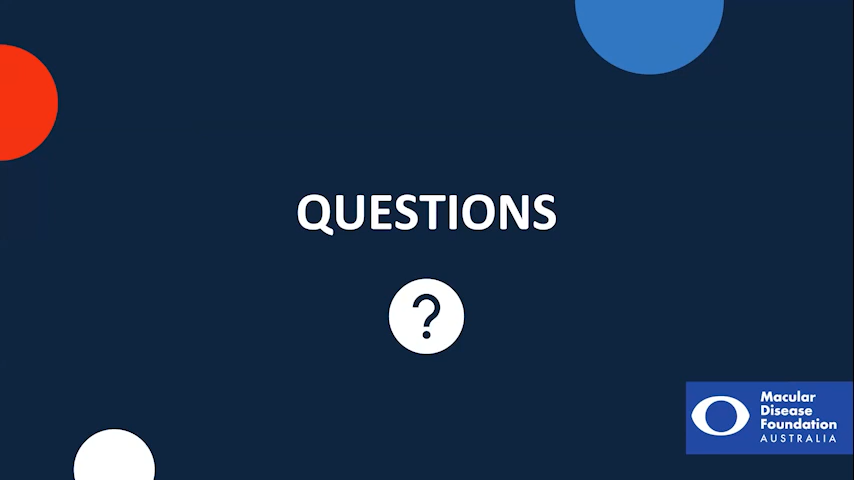 QUESTIONS
?
Macular
Disease
Foundation
AUSTRALIA